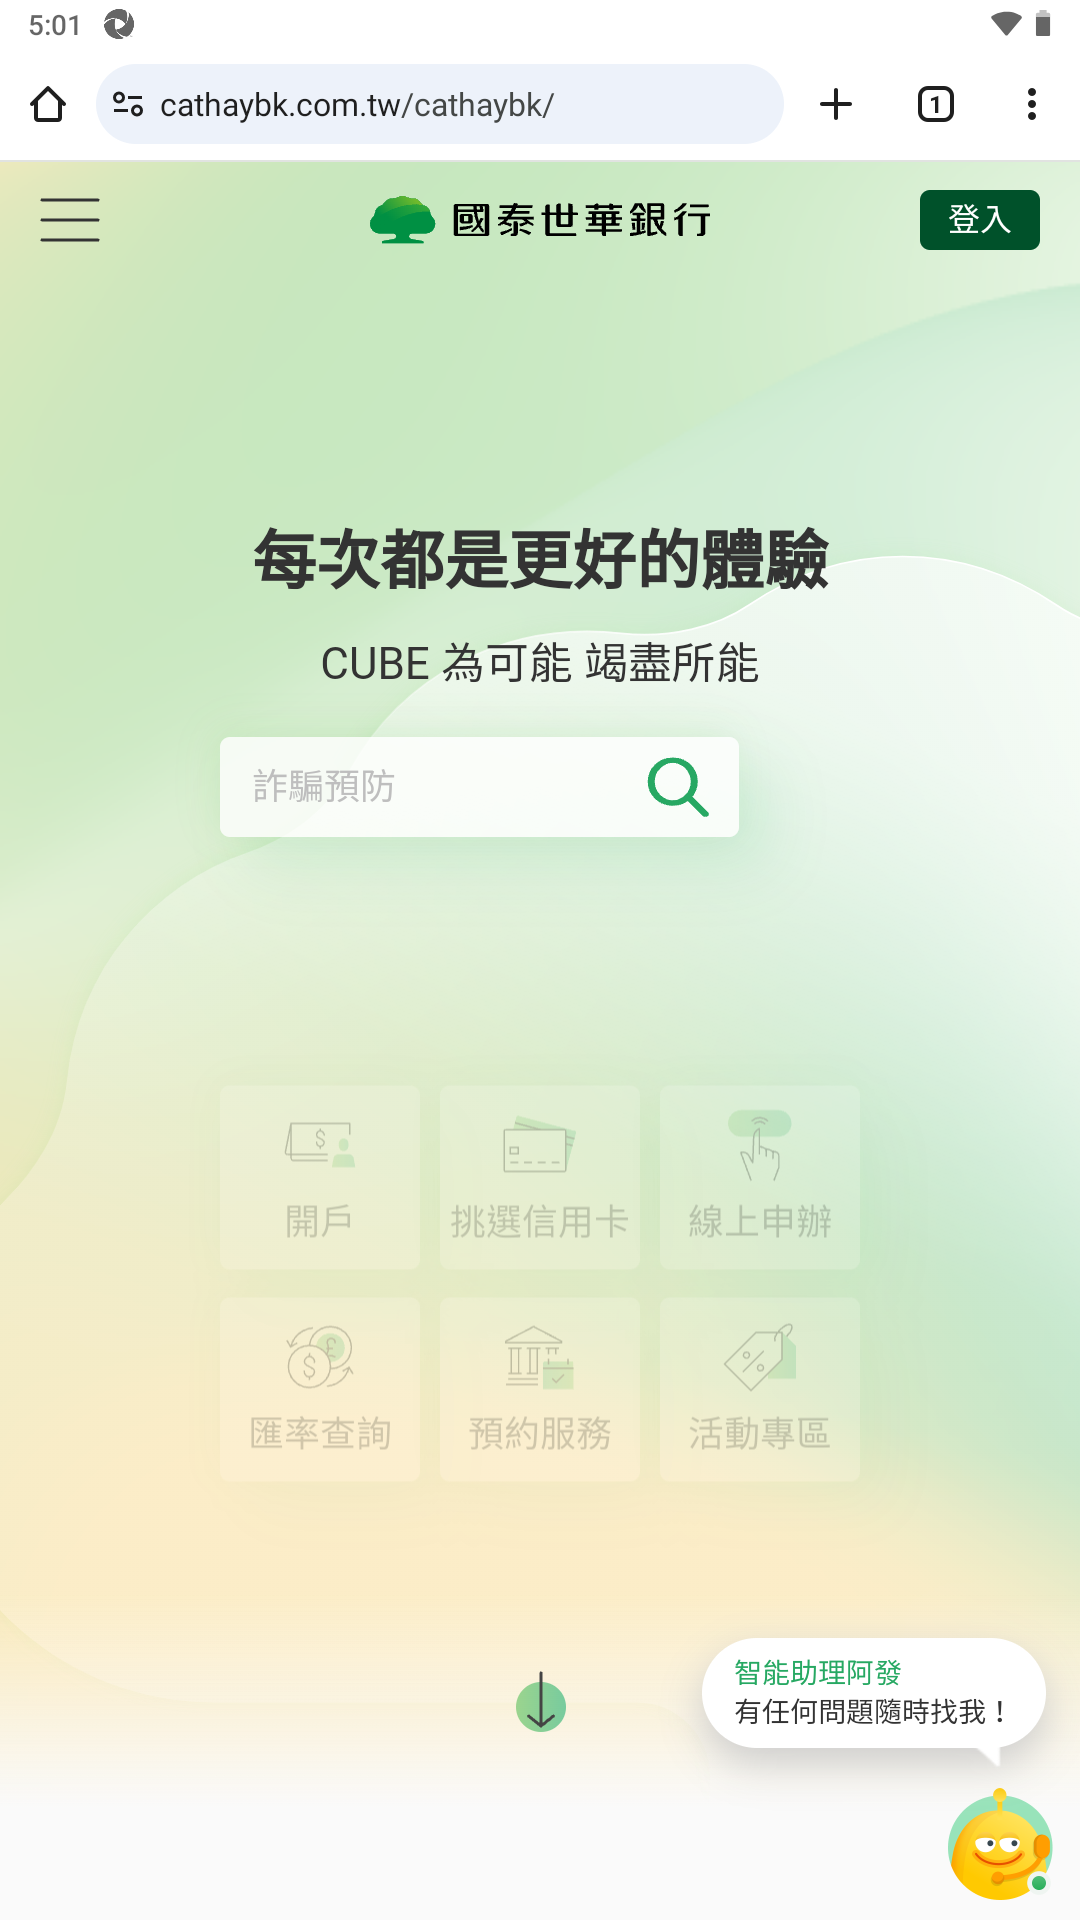 5:01
cathaybk.com.tw/cathaybk/
1
國泰世華銀行
登入
每次都是更好的體驗
CUBE 為可能 竭盡所能
詐騙預防
開戶
挑選信用卡
線上申辦
匯率查詢
預約服務
活動專區
智能助理阿發
有任何問題隨時找我！